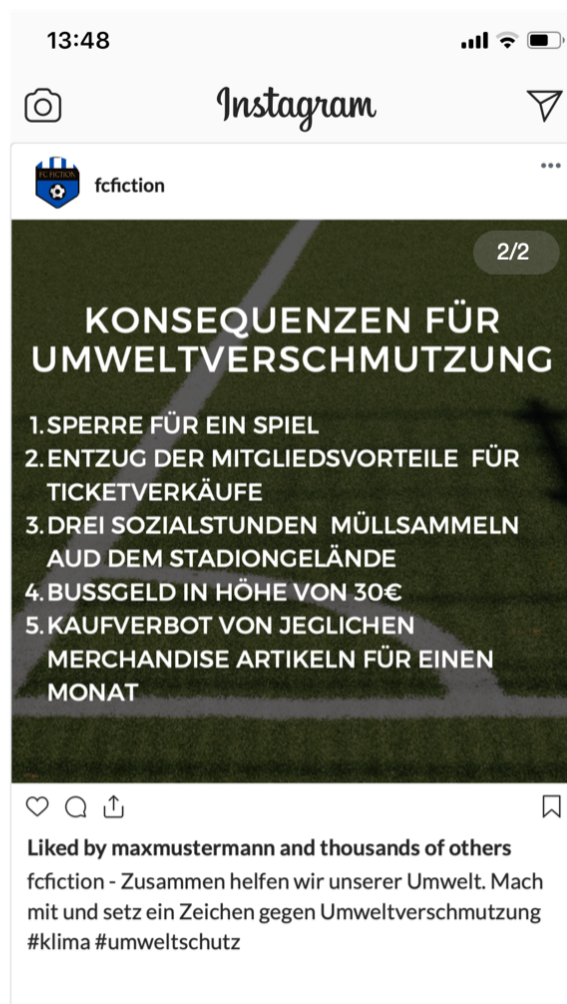 13:48
Instagram
FC FICTION
fcfiction
2/2
KONSEQUENZEN FÜR
UMWELTVERSCHMUTZUNG
1. SPERRE FÜR EIN SPIEL
2. ENTZUG DER MITGLIEDSVORTEILE FÜR
TICKETVERKÄUFE
3. DREI SOZIALSTUNDEN MÜLLSAMMELN
AUD DEM STADIONGELÄNDE
4. BUSSGELD IN HÖHE VON 30€
5. KAUFVERBOT VON JEGLICHEN
MERCHANDISE ARTIKELN FÜR EINEN
MONAT
Liked by maxmustermann and thousands of others
fcfiction - Zusammen helfen wir unserer Umwelt. Mach
mit und setz ein Zeichen gegen Umweltverschmutzung
#klima #umweltschutz